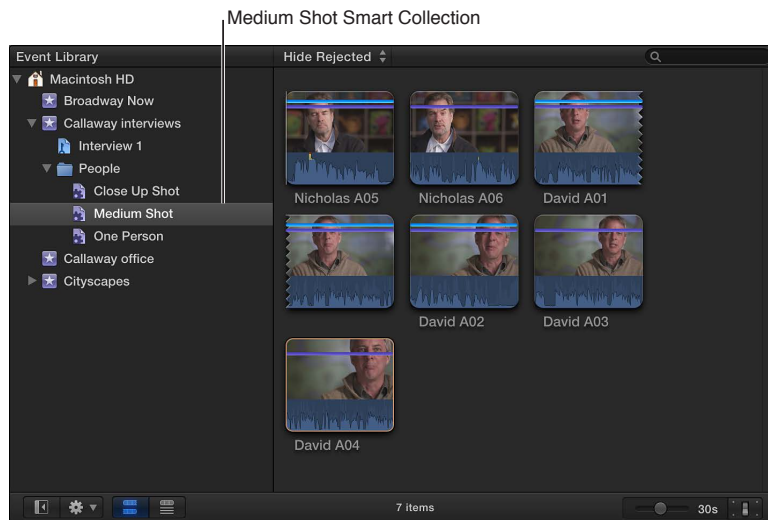 Medium Shot Smart Collection
Event Library
Hide Rejected
Macintosh HD
Broadway Now
Callaway interviews
Interview 1
People
Close Up Shot
Medium Shot
One Person
Callaway office
Cityscapes
Nicholas A05
Nicholas A06
David A01
David A02
David A03
David A04
7 items
30s